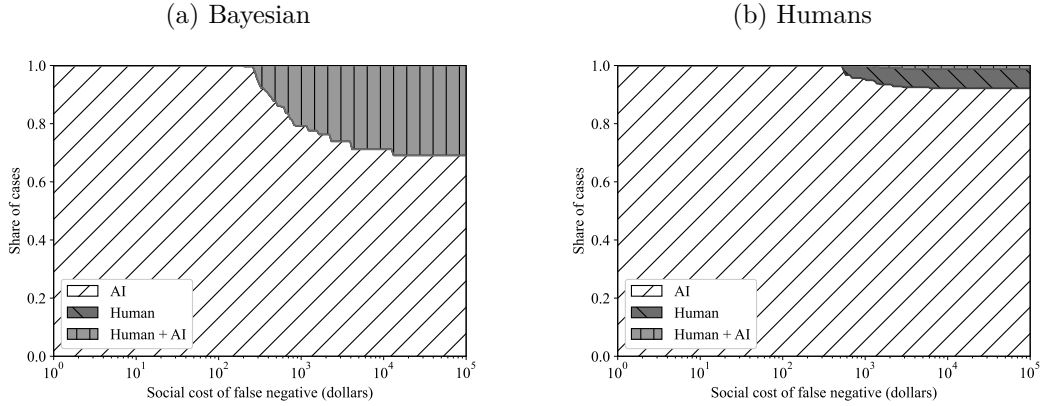 (a) Bayesian
(b) Humans
1.0
0.8
0.6
0.4
0.2
0.0
Share of cases
AI
Human
Human + AI
10^0
10^1
10^2
10^3
10^4
10^5
Social cost of false negative (dollars)
1.0
0.8
0.6
0.4
0.2
0.0
Share of cases
AI
Human
Human + AI
10^0
10^1
10^2
10^3
10^4
10^5
Social cost of false negative (dollars)